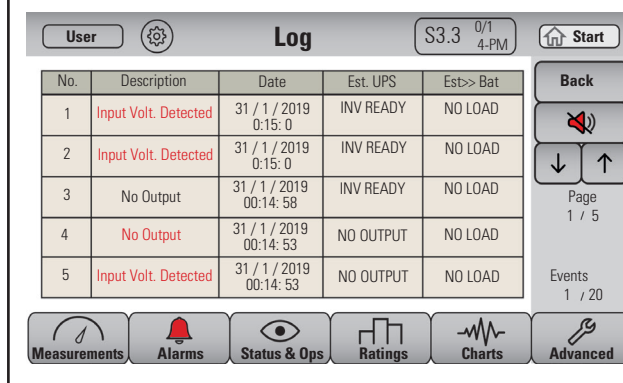 User
Log
S3.3 0/1
4-PM
Start
No. Description Date Est. UPS Est>> Bat
1 Input Volt. Detected 31 / 1 / 2019 0:15: 0 INV READY NO LOAD
2 Input Volt. Detected 31 / 1 / 2019 0:15: 0 INV READY NO LOAD
3 No Output 31 / 1 / 2019 00:14: 58 INV READY NO LOAD
4 No Output 31 / 1 / 2019 00:14: 53 NO OUTPUT NO LOAD
5 Input Volt. Detected 31 / 1 / 2019 00:14: 53 NO OUTPUT NO LOAD
Back
↓ ↑
Page
1 / 5
Events
1 / 20
Measurements Alarms Status & Ops Ratings Charts Advanced